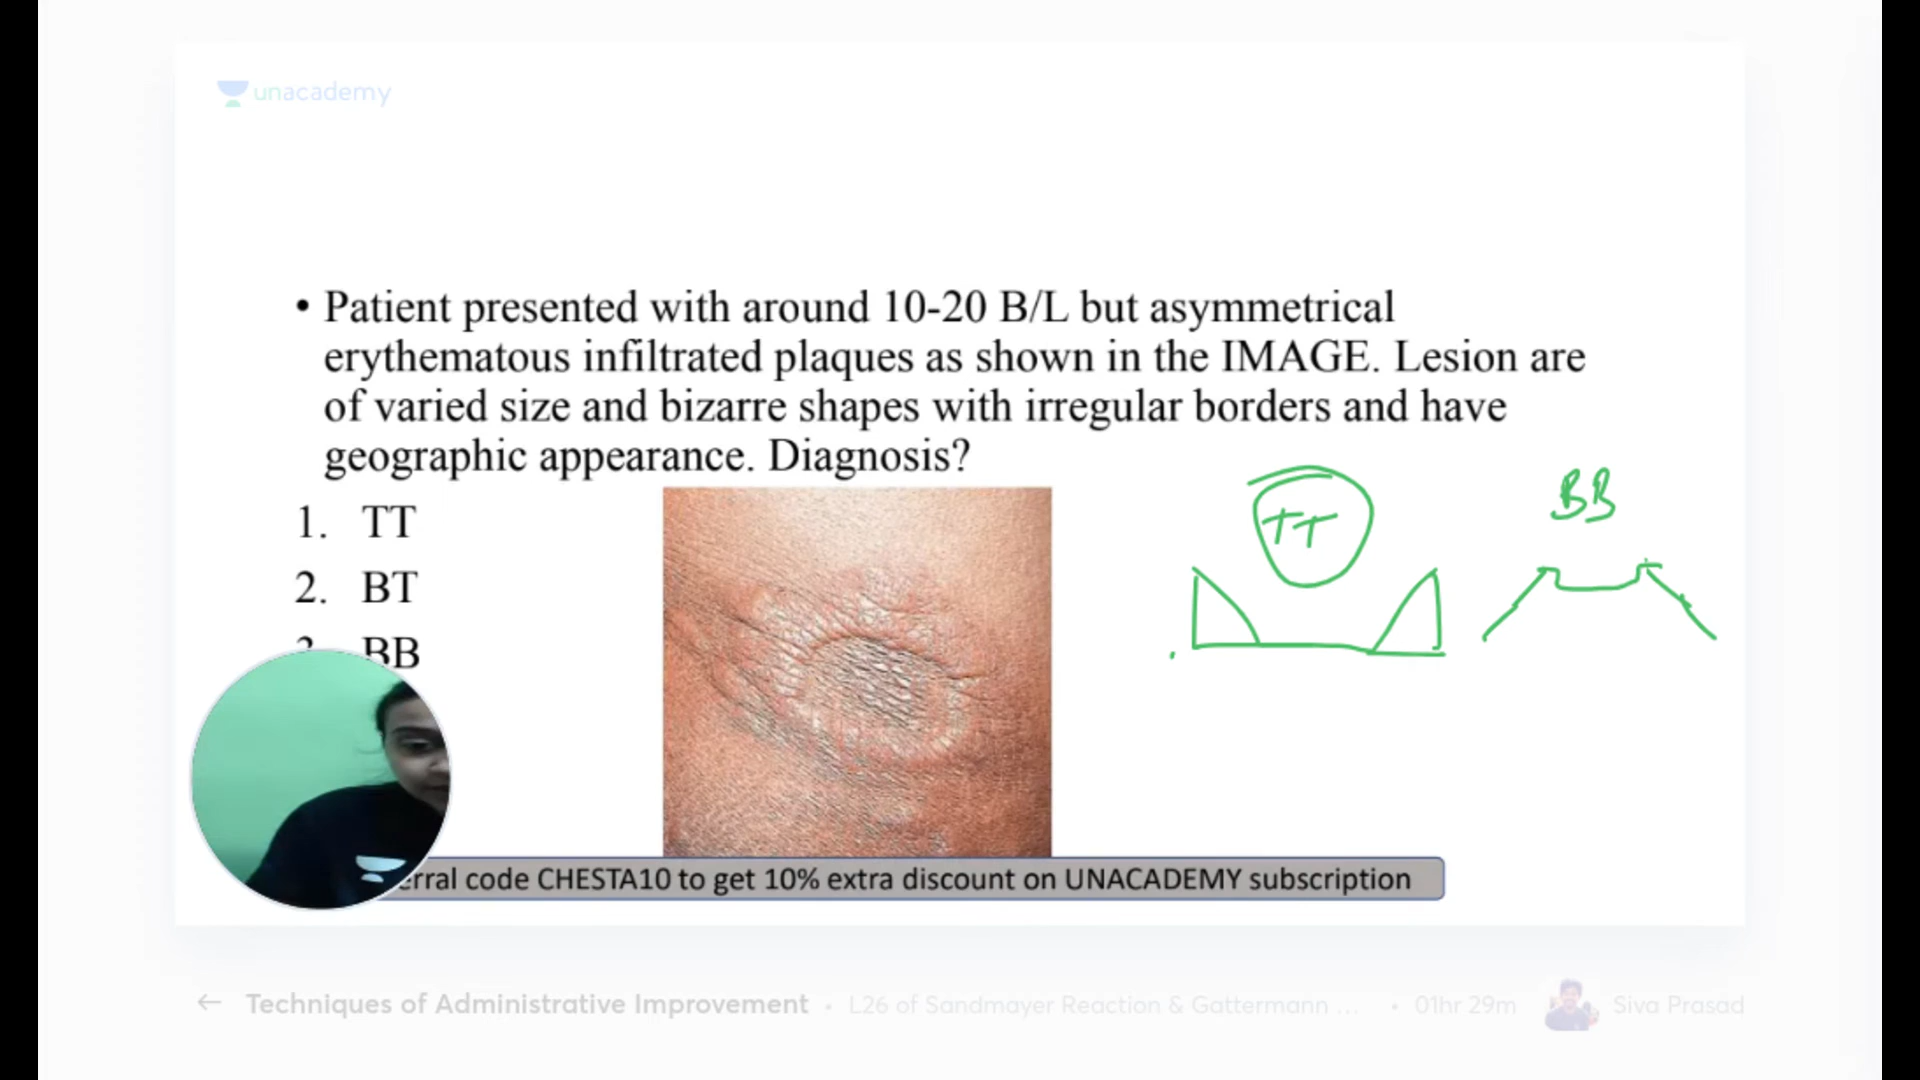 unacademy
• Patient presented with around 10-20 B/L but asymmetrical
erythematous infiltrated plaques as shown in the IMAGE. Lesion are
of varied size and bizarre shapes with irregular borders and have
geographic appearance. Diagnosis?
1. TT
2. BT
BB
TT
BB
erral code CHESTA10 to get 10% extra discount on UNACADEMY subscription
← Techniques of Administrative Improvement • L26 of Sandmayer Reaction & Gattermann ... • 01hr 29m Siva Prasad